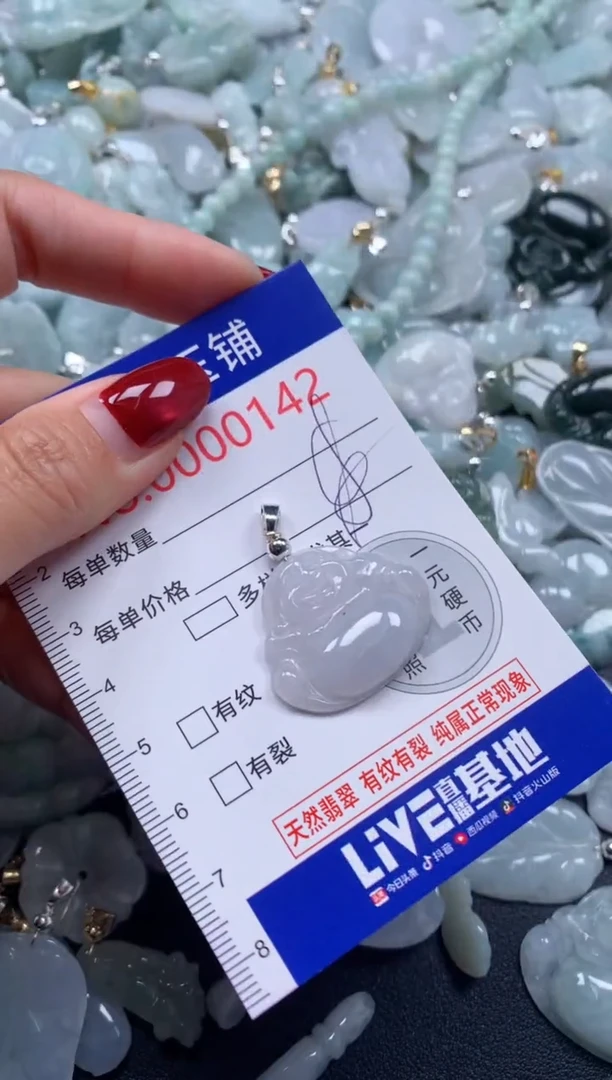 铺
.0000142
每单数量
每单价格
多
一元硬币
照
有纹
有裂
天然翡翠 有纹有裂 纯属正常现象
LiVE直播基地
今日头条 抖音 西瓜视频 抖音火山版
2
3
4
5
6
7
8